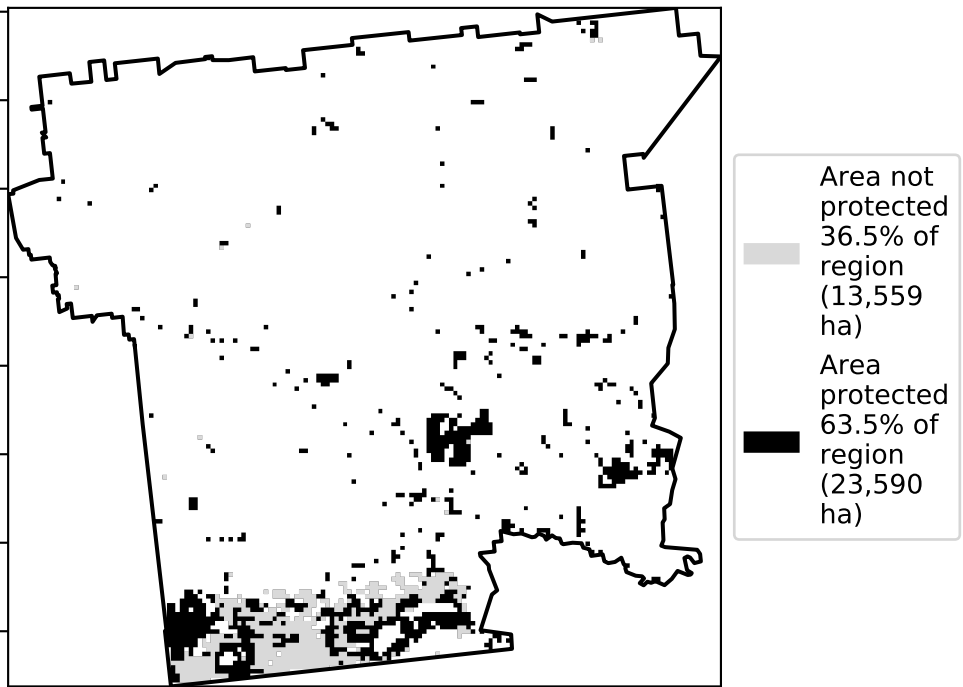 Area not
protected
36.5% of
region
(13,559
ha)
Area
protected
63.5% of
region
(23,590
ha)